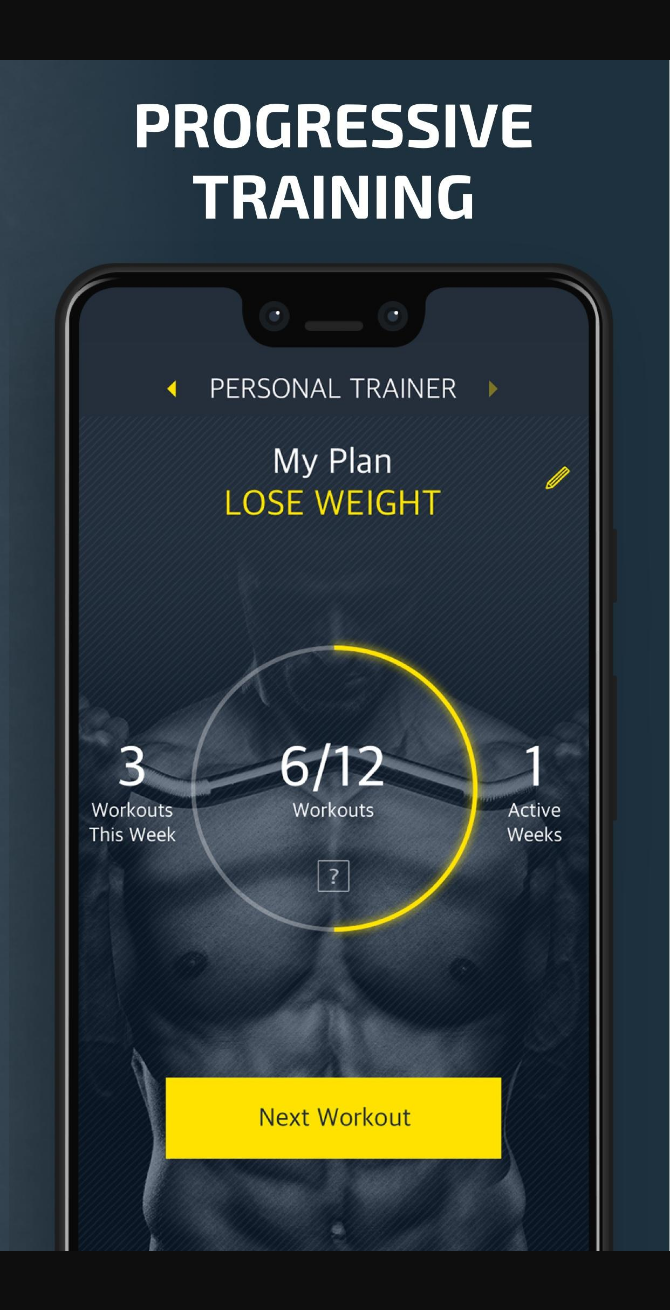 PROGRESSIVE
TRAINING
PERSONAL TRAINER
My Plan
LOSE WEIGHT
3
Workouts
This Week
6/12
Workouts
?
1
Active
Weeks
Next Workout